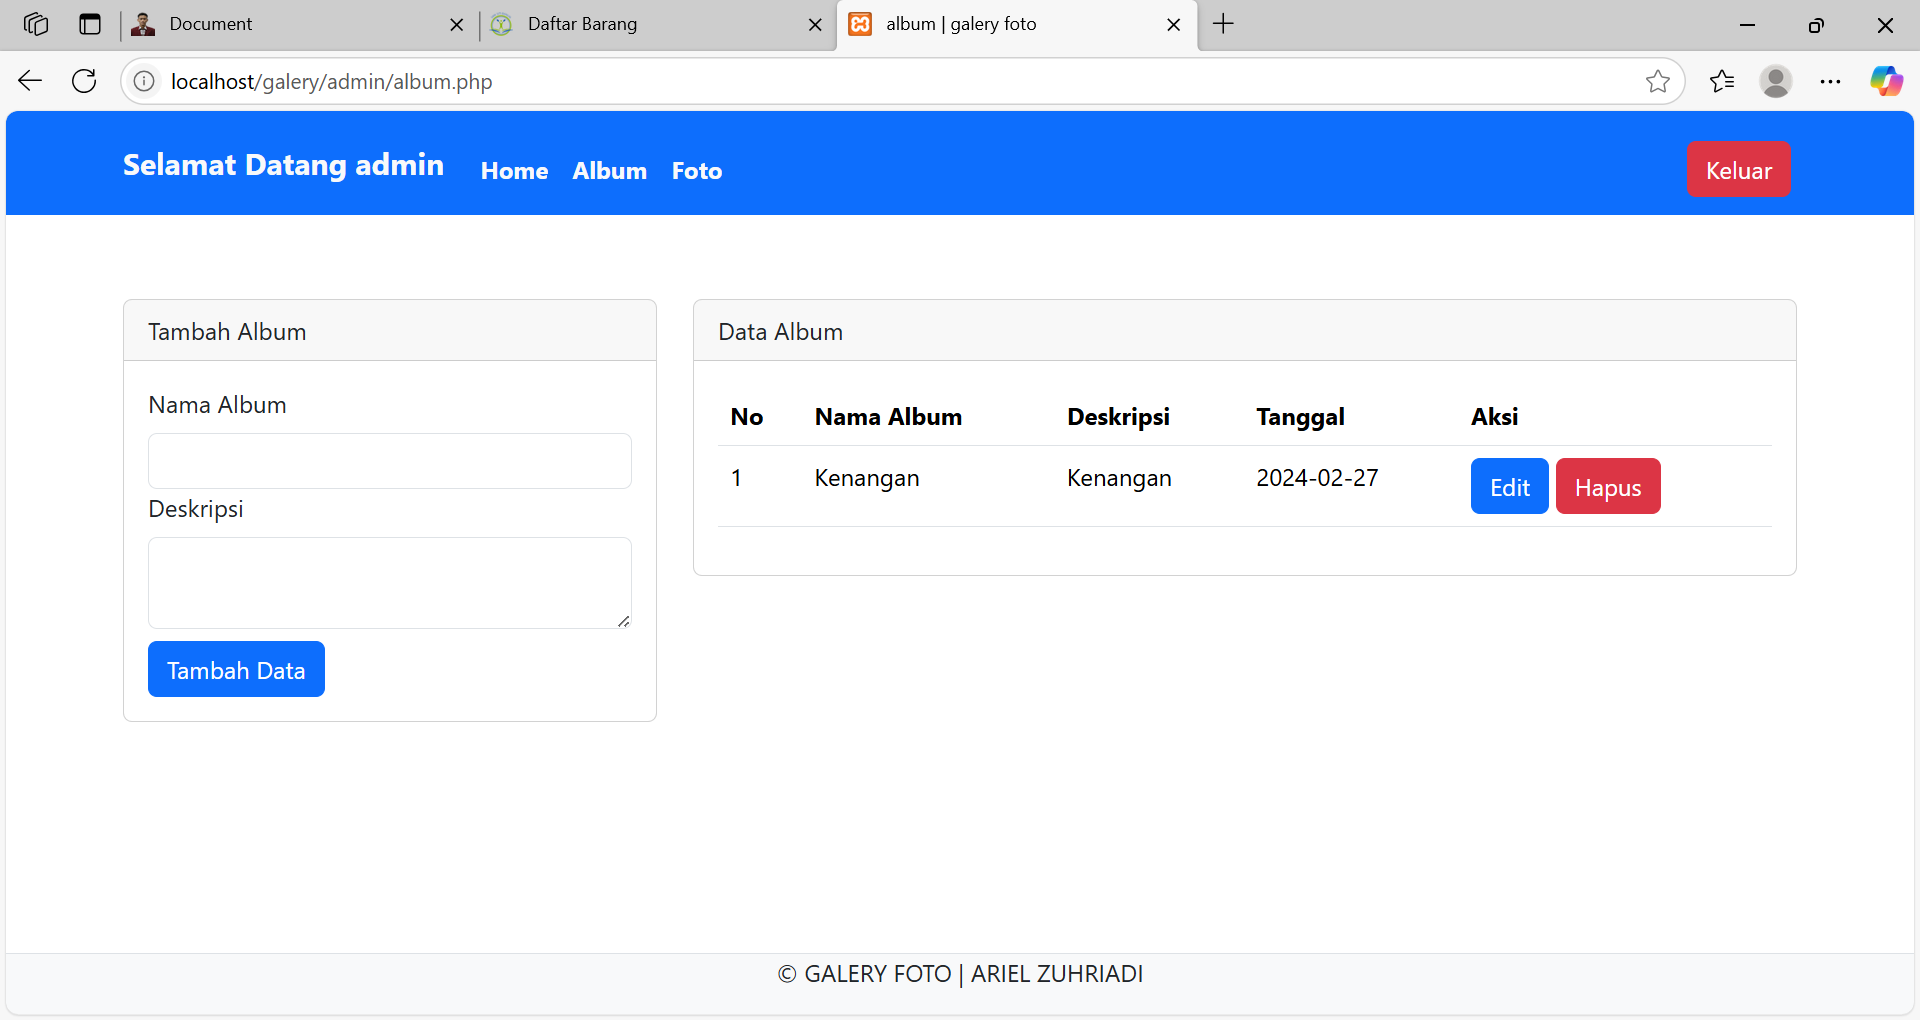 Document
Daftar Barang
album | galery foto
localhost/galery/admin/album.php
Selamat Datang admin Home Album Foto Keluar
Tambah Album
Nama Album
Deskripsi
Tambah Data
Data Album
No Nama Album Deskripsi Tanggal Aksi
1 Kenangan Kenangan 2024-02-27 Edit Hapus
© GALERY FOTO | ARIEL ZUHRIADI